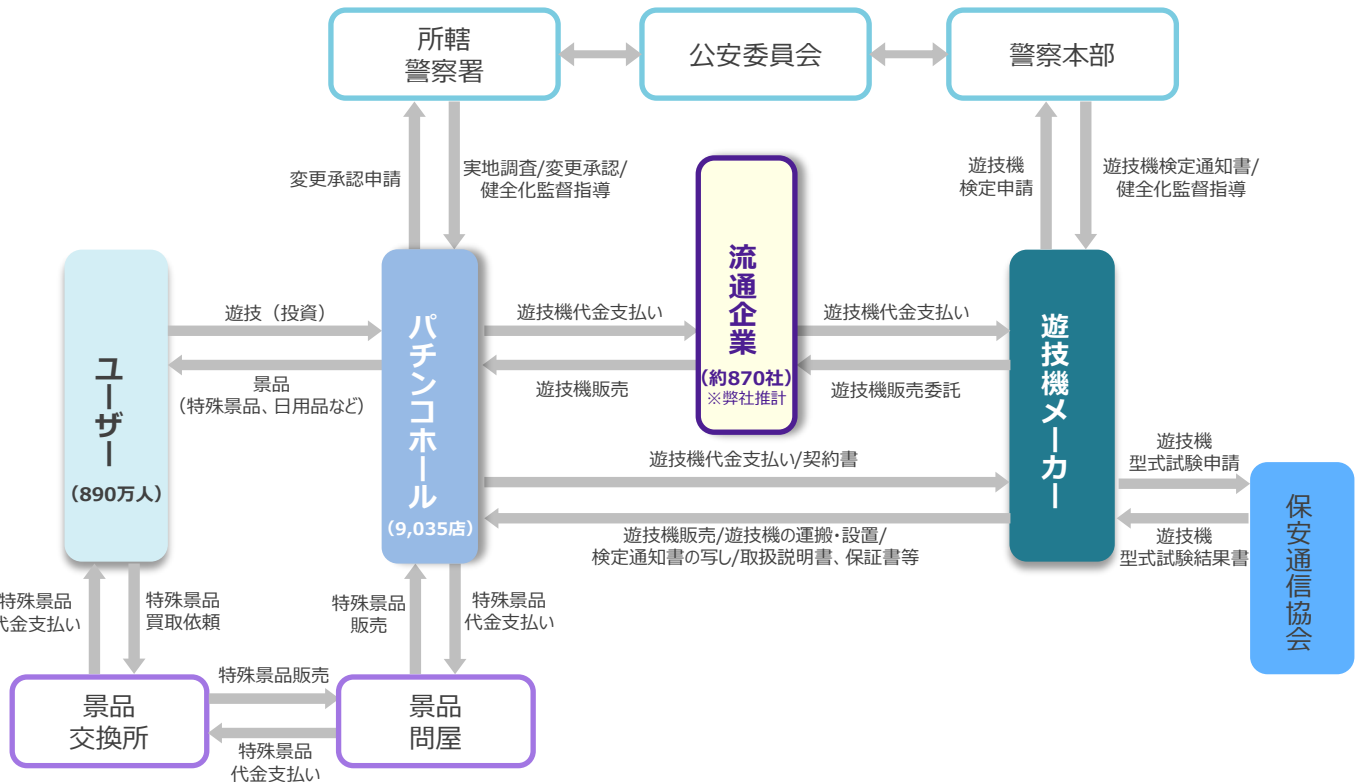 所轄
警察署
公安委員会
警察本部
変更承認申請
実地調査/変更承認/
健全化監督指導
遊技機
検定申請
遊技機検定通知書/
健全化監督指導
ユーザー
（890万人）
遊技（投資）
景品
（特殊景品、日用品など）
パチンコホール
（9,035店）
遊技機代金支払い
遊技機販売
流通企業
（約870社）
※弊社推計
遊技機代金支払い
遊技機販売委託
遊技機メーカー
遊技機代金支払い/契約書
遊技機販売/遊技機の運搬・設置/
検定通知書の写し/取扱説明書、保証書等
遊技機
型式試験申請
遊技機
型式試験結果書
保安通信協会
特殊景品
代金支払い
特殊景品
買取依頼
特殊景品
販売
特殊景品
代金支払い
景品
交換所
特殊景品販売
特殊景品
代金支払い
景品
問屋